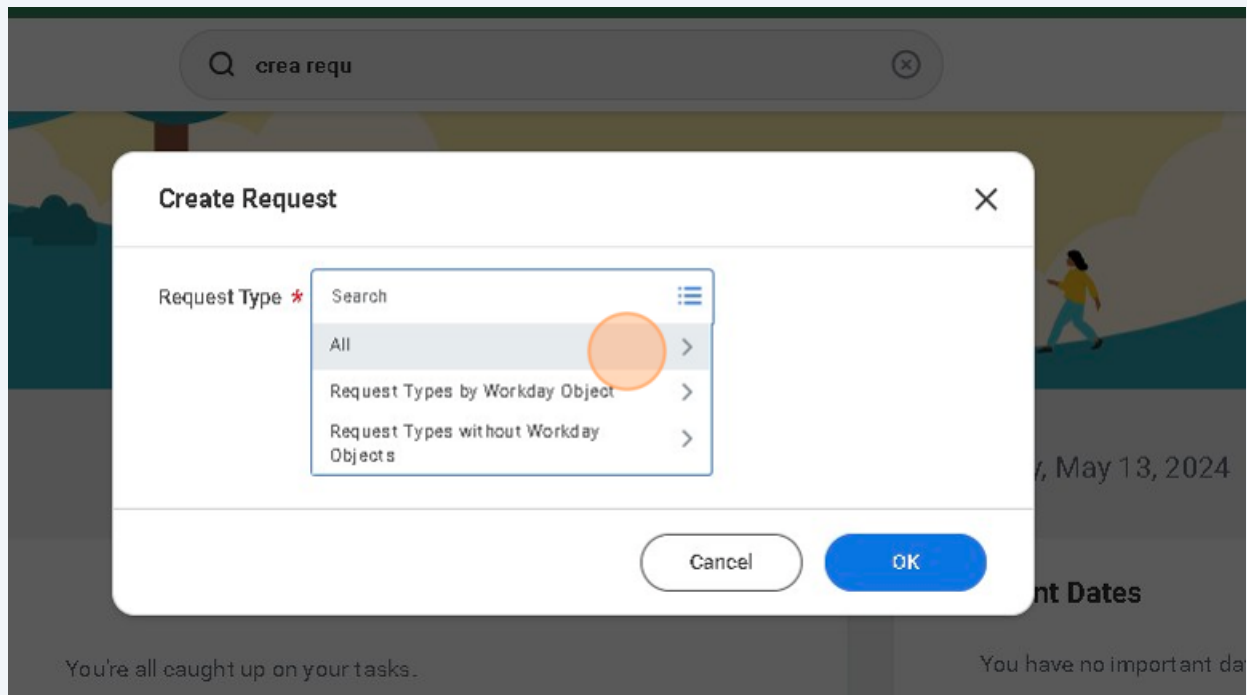 crea requ
Create Request
Request Type *
Search
All
Request Types by Workday Object
Request Types without Workday
Objects
May 13, 2024
Cancel
OK
nt Dates
You're all caught up on your tasks.
You have no important da